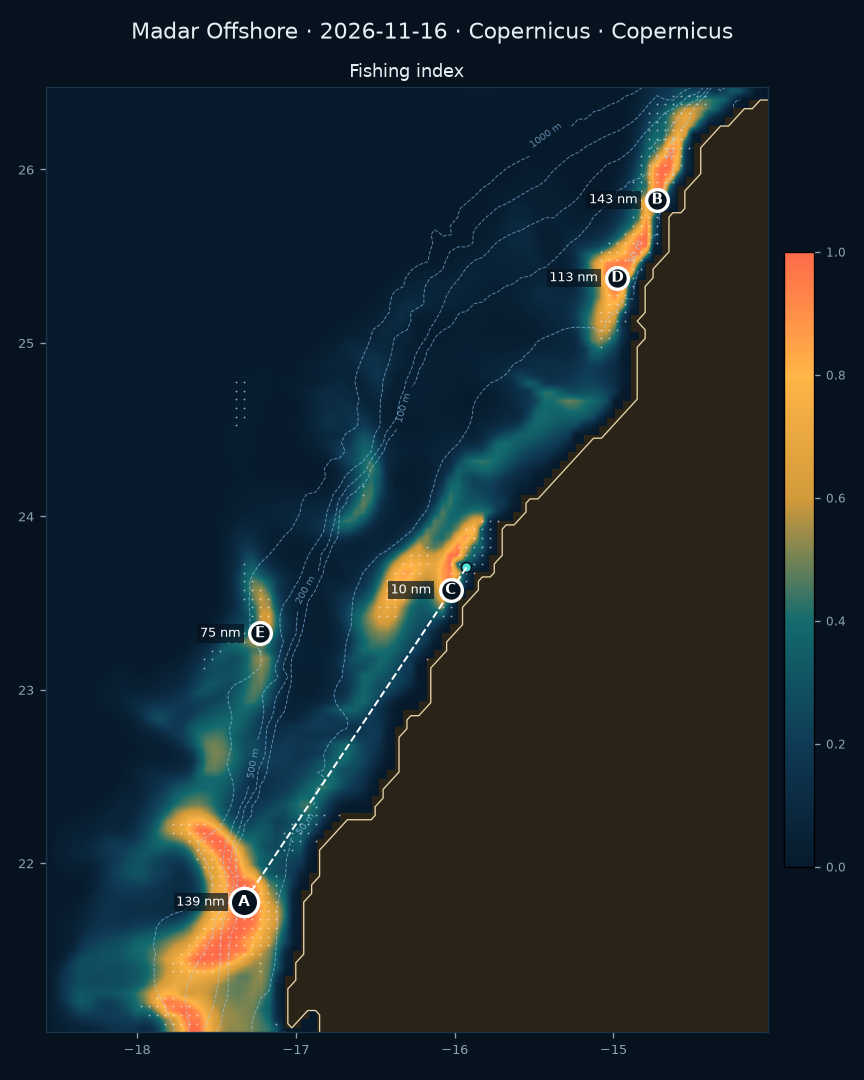 Madar Offshore · 2026-11-16 · Copernicus · Copernicus
Fishing index
1000 m
26
143 nm B
113 nm D
1.0
25
100 m
0.8
0.6
24
10 nm C
200 m
75 nm E
0.4
23
500 m
0.2
50 m
22
139 nm A
0.0
−18 −17 −16 −15